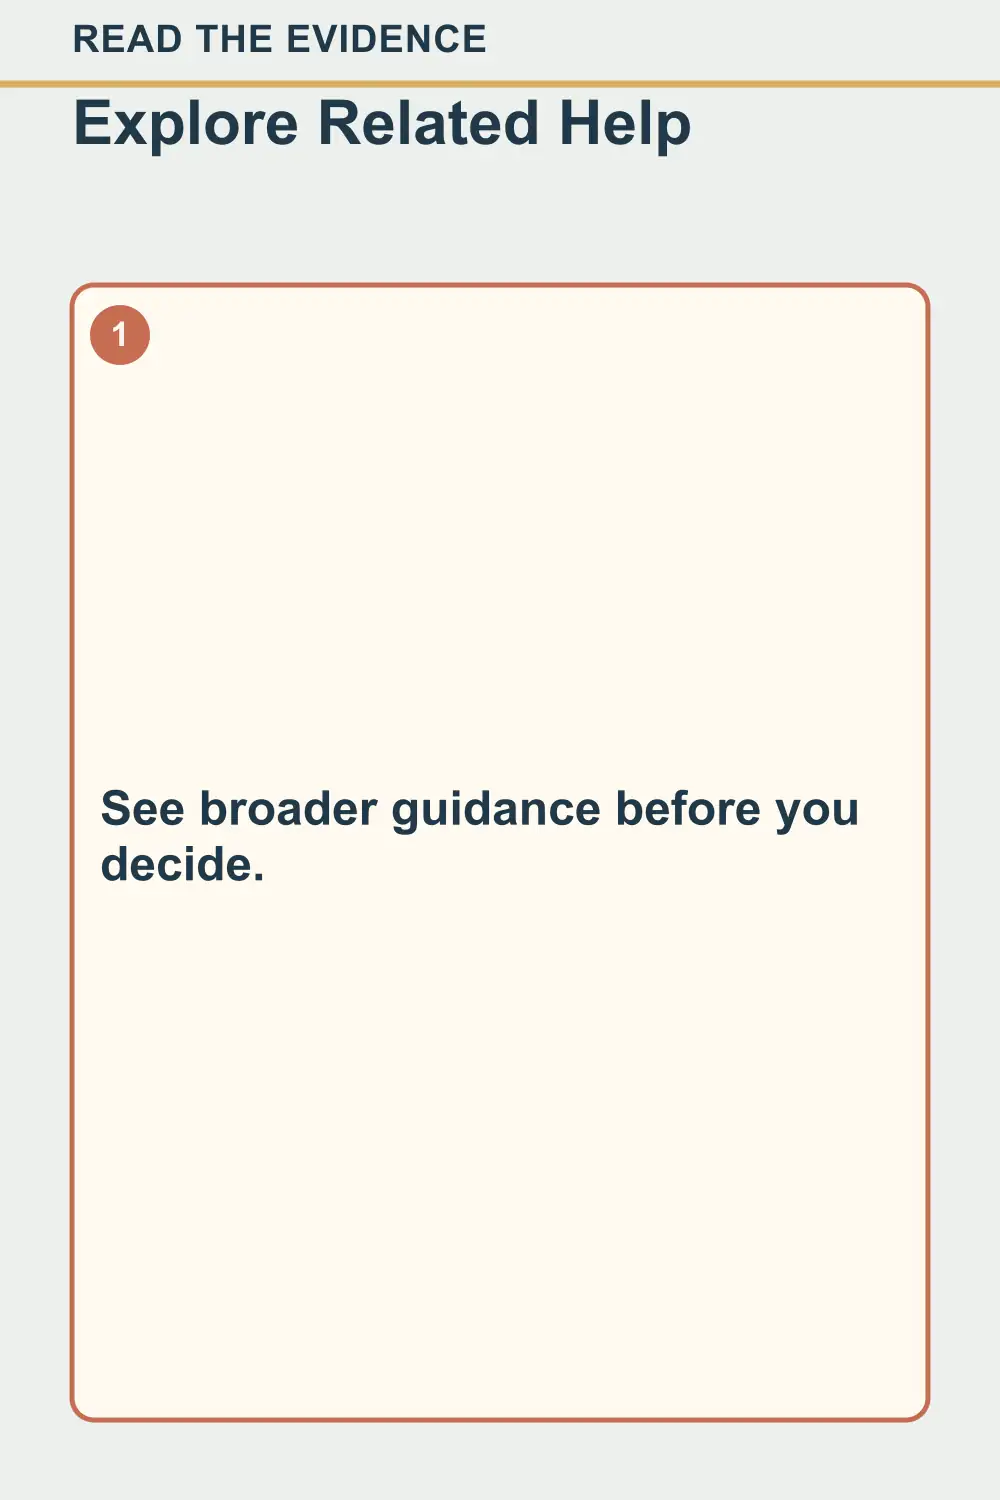 READ THE EVIDENCE
Explore Related Help
1
See broader guidance before you
decide.